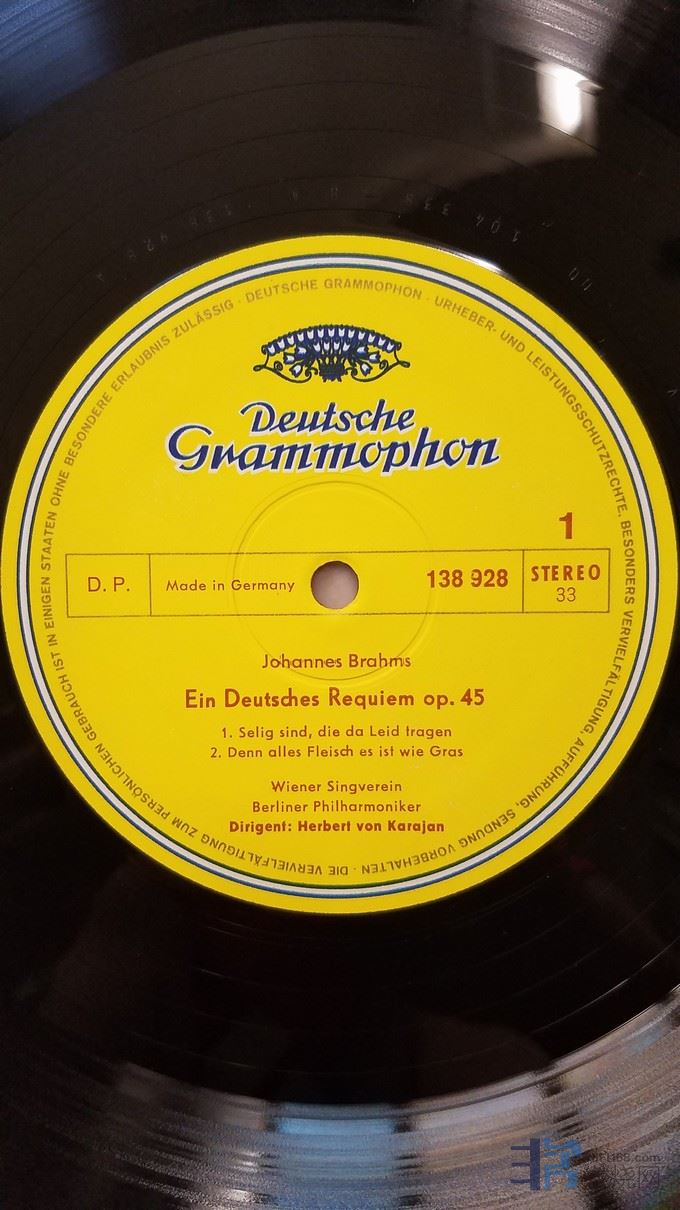 Deutsche
Grammophon
1
D. P.
Made in Germany
138 928
STEREO
33
Johannes Brahms
Ein Deutsches Requiem op. 45
1. Selig sind, die da Leid tragen
2. Denn alles Fleisch es ist wie Gras
Wiener Singverein
Berliner Philharmoniker
Dirigent: Herbert von Karajan
DEUTSCHE GRAMMOPHON · URHEBER- UND LEISTUNGSSCHUTZRECHTE, BESONDERS VERVIELFÄLTIGUNG, AUFFÜHRUNG, SENDUNG VORBEHALTEN · DIE VERVIELFÄLTIGUNG ZUM PERSÖNLICHEN GEBRAUCH IST IN EINIGEN STAATEN OHNE BESONDERE ERLAUBNIS ZULÄSSIG ·